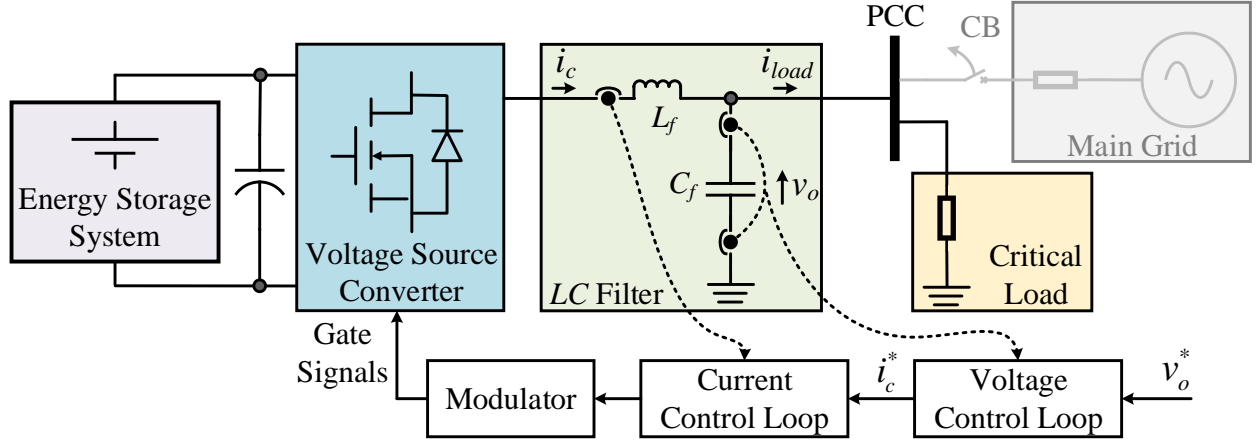 PCC
CB
Main Grid
i_c
i_load
L_f
C_f
v_o
Energy Storage
System
Voltage Source
Converter
LC Filter
Critical
Load
Gate
Signals
Modulator
Current
Control Loop
i_c^*
Voltage
Control Loop
v_o^*